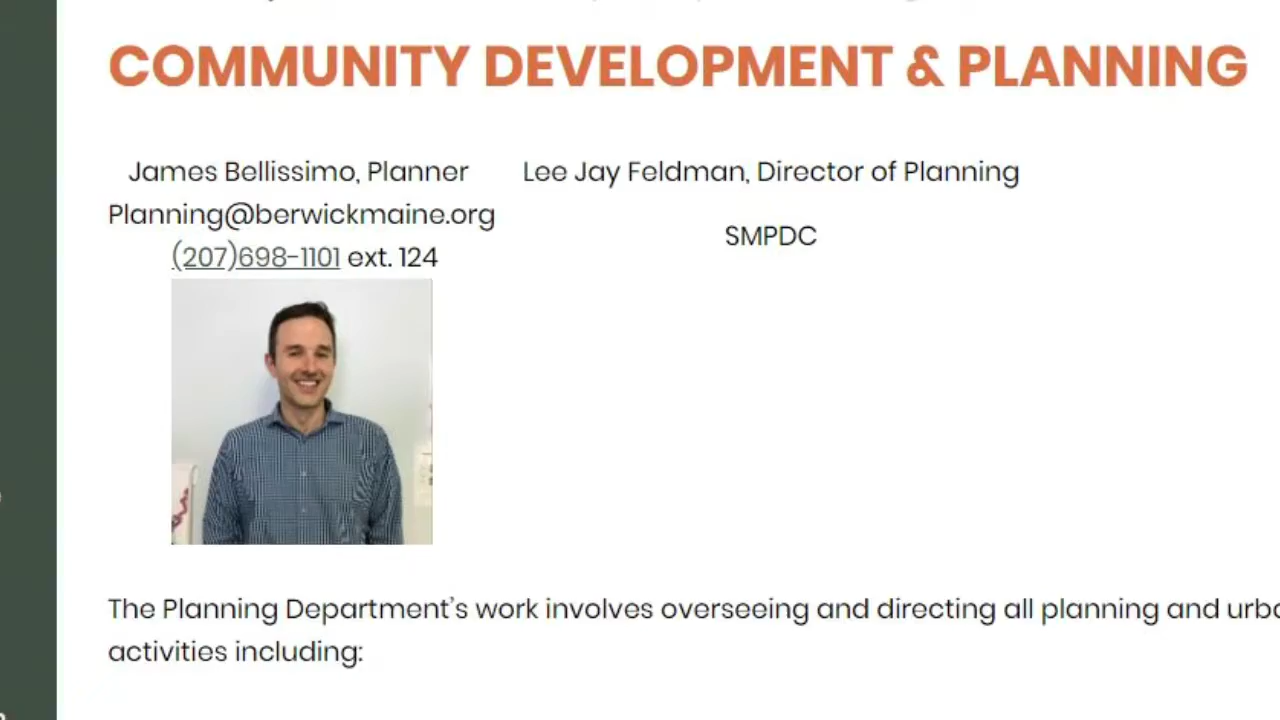 COMMUNITY DEVELOPMENT & PLANNING
James Bellissimo, Planner
Planning@berwickmaine.org
(207)698-1101 ext. 124
Lee Jay Feldman, Director of Planning
SMPDC
The Planning Department's work involves overseeing and directing all planning and
activities including: